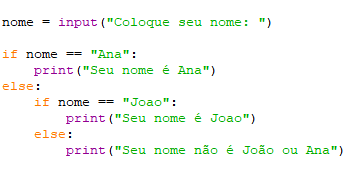 nome = input("Coloque seu nome: ")
if nome == "Ana":
    print("Seu nome é Ana")
else:
    if nome == "Joao":
        print("Seu nome é Joao")
    else:
        print("Seu nome não é João ou Ana")